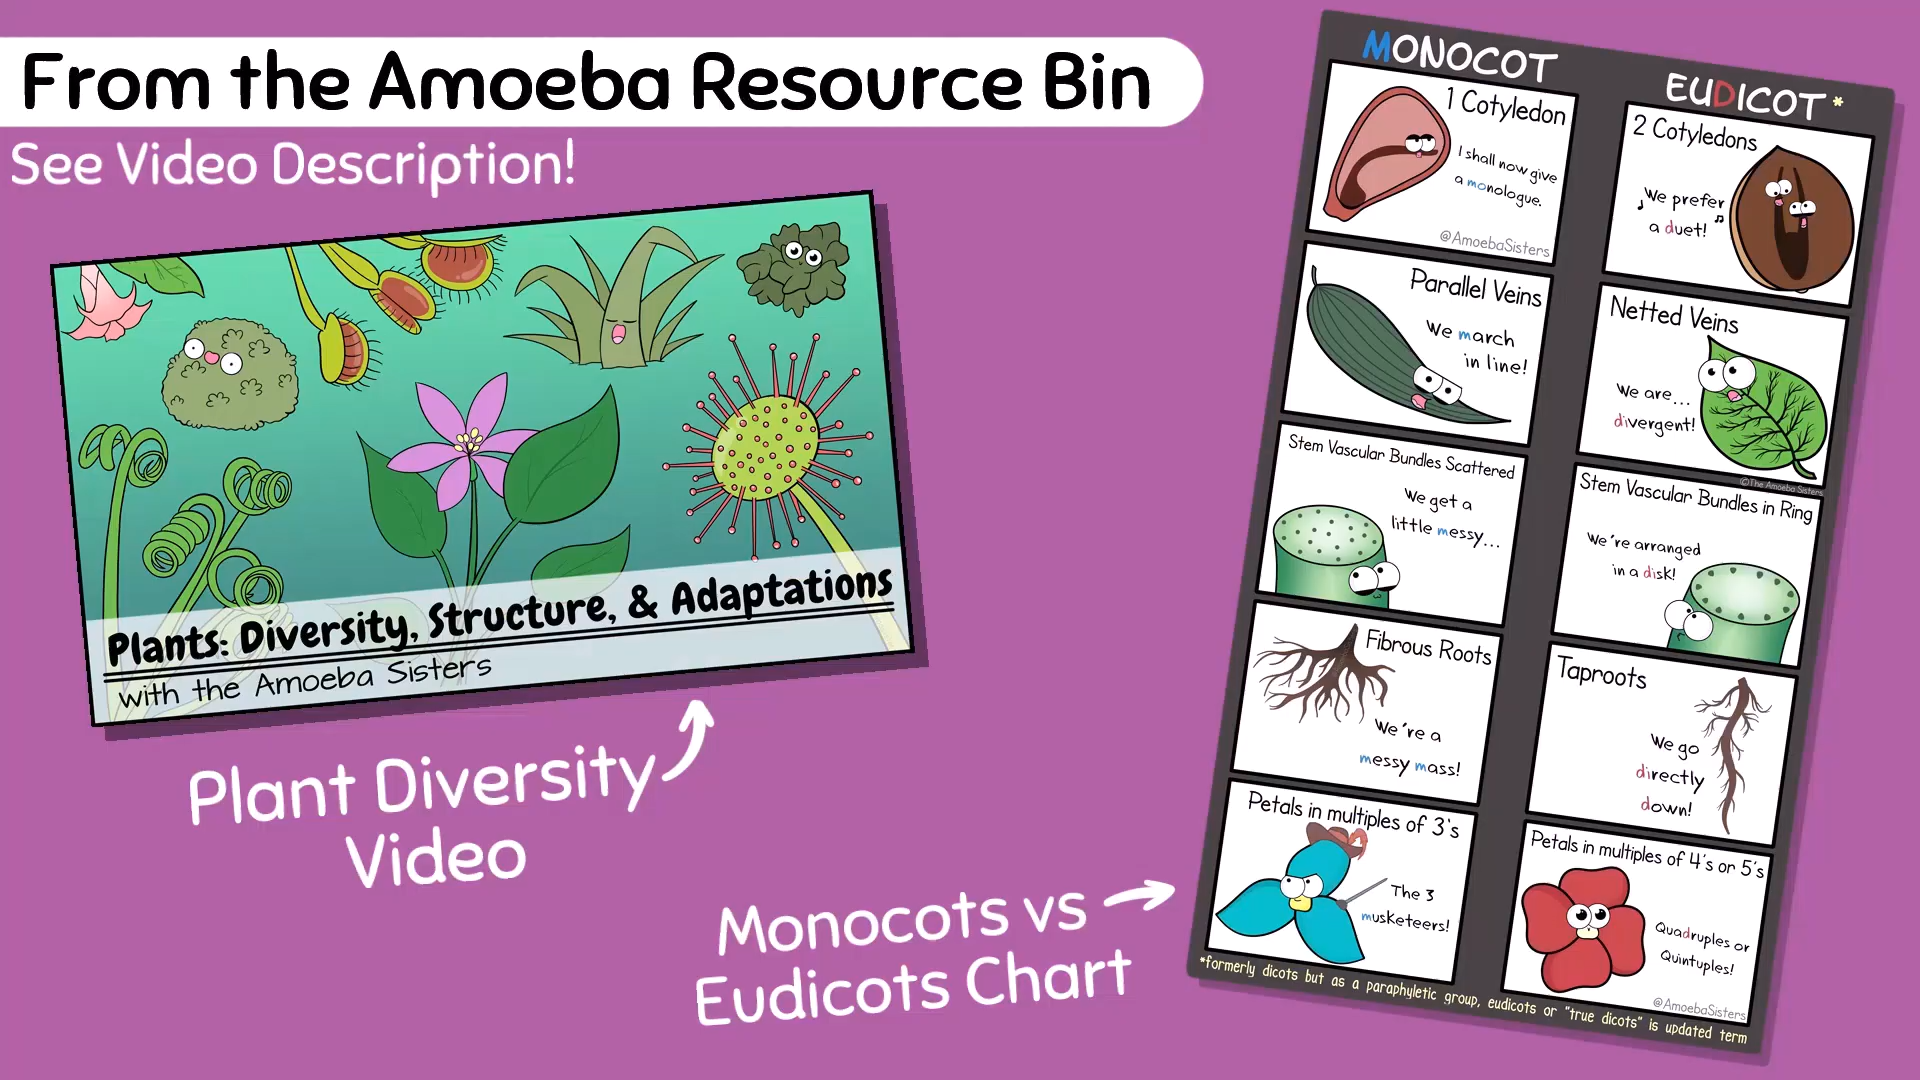 From the Amoeba Resource Bin
See Video Description!
Plants: Diversity, Structure, & Adaptations
with the Amoeba Sisters
Plant Diversity
Video
Monocots vs
Eudicots Chart
MONOCOT
EUDICOT*
1 Cotyledon
I shall now give
a monologue.
@AmoebaSisters
2 Cotyledons
We prefer
a duet!
Parallel Veins
We march
in line!
Netted Veins
We are...
divergent!
©The Amoeba Sisters
Stem Vascular Bundles Scattered
We get a
little messy...
Stem Vascular Bundles in Ring
We're arranged
in a disk!
Fibrous Roots
We're a
messy mass!
Taproots
We go
directly
down!
Petals in multiples of 3's
The 3
musketeers!
Petals in multiples of 4's or 5's
Quadruples or
Quintuples!
@AmoebaSisters
*formerly dicots but as a paraphyletic group, eudicots or "true dicots" is updated term